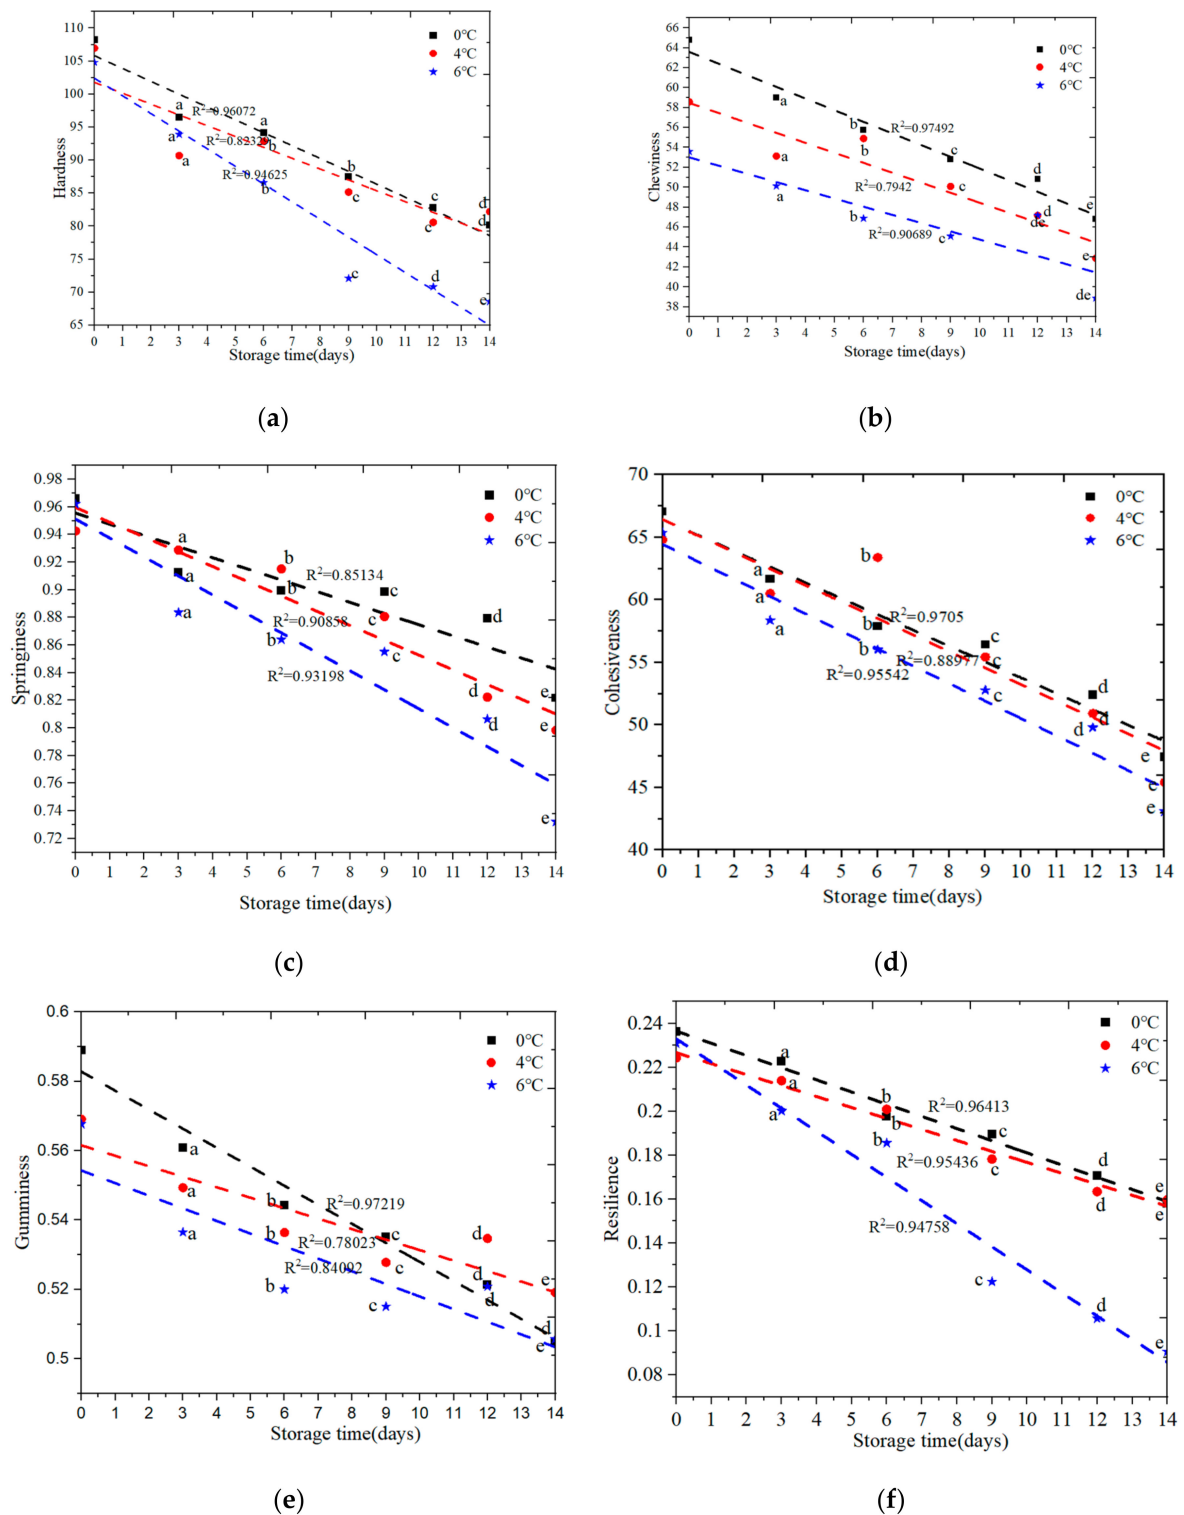 Hardness
110
105
100
95
90
85
80
75
70
65
0 1 2 3 4 5 6 7 8 9 10 11 12 13 14
Storage time(days)
0°C
4°C
6°C
R²=0.96072
R²=0.8232
R²=0.94625
a a b c d
a b c c d
a b c d e
(a)
Chewiness
66
64
62
60
58
56
54
52
50
48
46
44
42
40
38
0 1 2 3 4 5 6 7 8 9 10 11 12 13 14
Storage time(days)
0°C
4°C
6°C
R²=0.97492
R²=0.7942
R²=0.90689
a b c d e
a b c d e
a b c de de
(b)
Springiness
0.98
0.96
0.94
0.92
0.9
0.88
0.86
0.84
0.82
0.8
0.78
0.76
0.74
0.72
0 1 2 3 4 5 6 7 8 9 10 11 12 13 14
Storage time(days)
0°C
4°C
6°C
R²=0.85134
R²=0.90858
R²=0.93198
a b c d e
a b c d e
a b c d e
(c)
Cohesiveness
70
65
60
55
50
45
40
0 1 2 3 4 5 6 7 8 9 10 11 12 13 14
Storage time(days)
0°C
4°C
6°C
R²=0.9705
R²=0.88977
R²=0.95542
a b c d e
a b c d e
a b c d e
(d)
Gumminess
0.6
0.58
0.56
0.54
0.52
0.5
0 1 2 3 4 5 6 7 8 9 10 11 12 13 14
Storage time(days)
0°C
4°C
6°C
R²=0.97219
R²=0.78023
R²=0.84092
a b c d e
a b c d d
a b c d e
(e)
Resilience
0.24
0.22
0.2
0.18
0.16
0.14
0.12
0.1
0.08
0 1 2 3 4 5 6 7 8 9 10 11 12 13 14
Storage time(days)
0°C
4°C
6°C
R²=0.96413
R²=0.95436
R²=0.94758
a b c d e
a b c d e
a b c d e
(f)